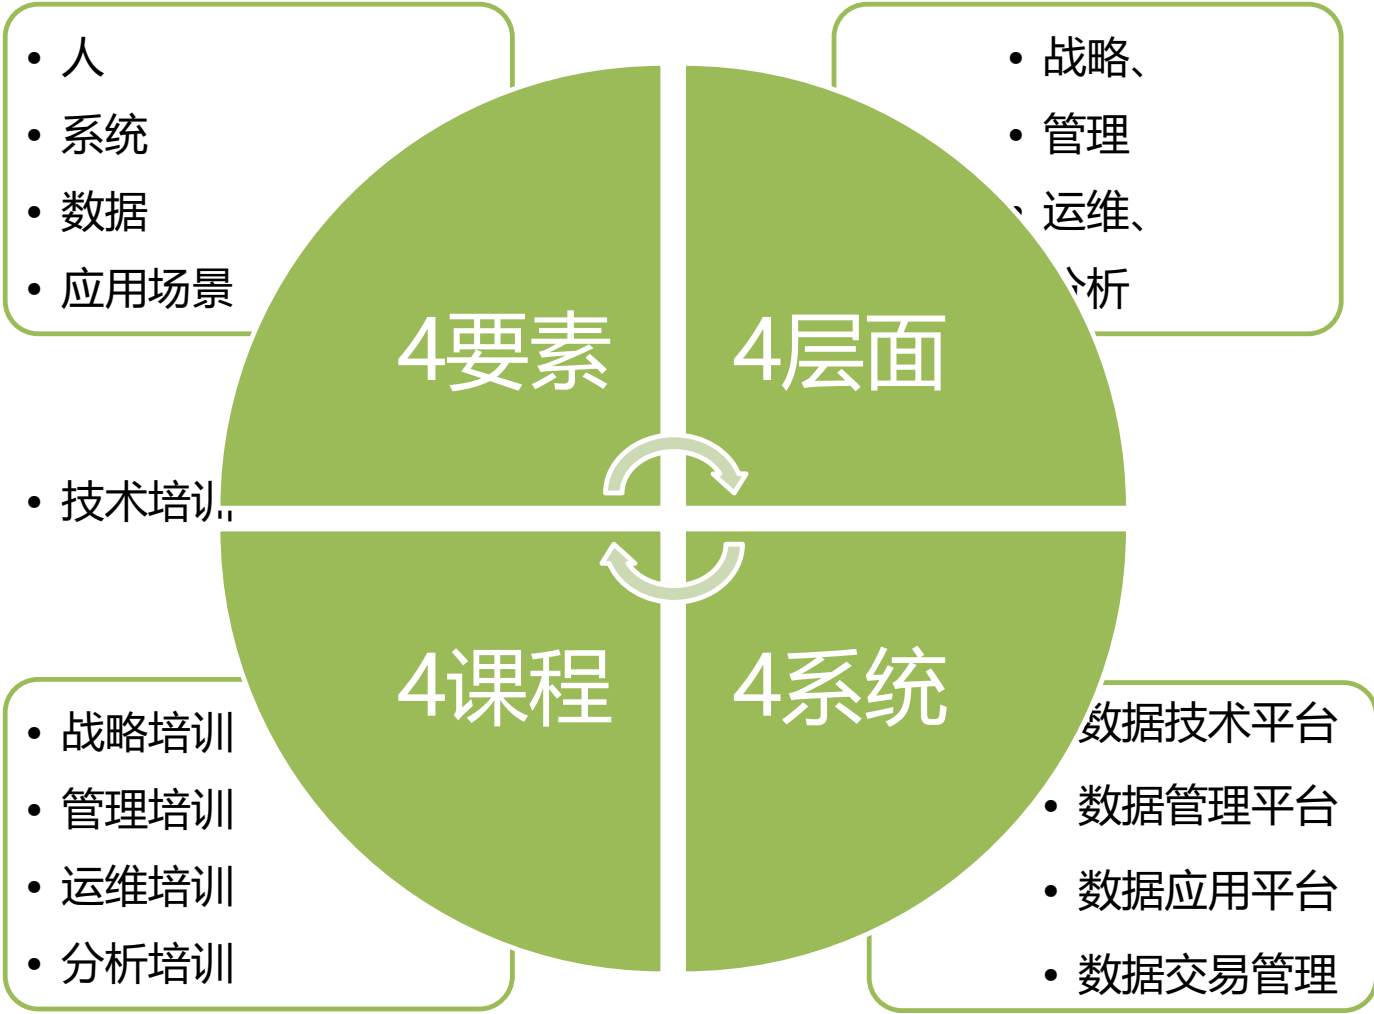 • 人
• 系统
• 数据
• 应用场景
• 战略、
• 管理
• 运维、
分析
4要素
4层面
• 技术培训
4课程
4系统
• 战略培训
• 管理培训
• 运维培训
• 分析培训
数据技术平台
• 数据管理平台
• 数据应用平台
• 数据交易管理